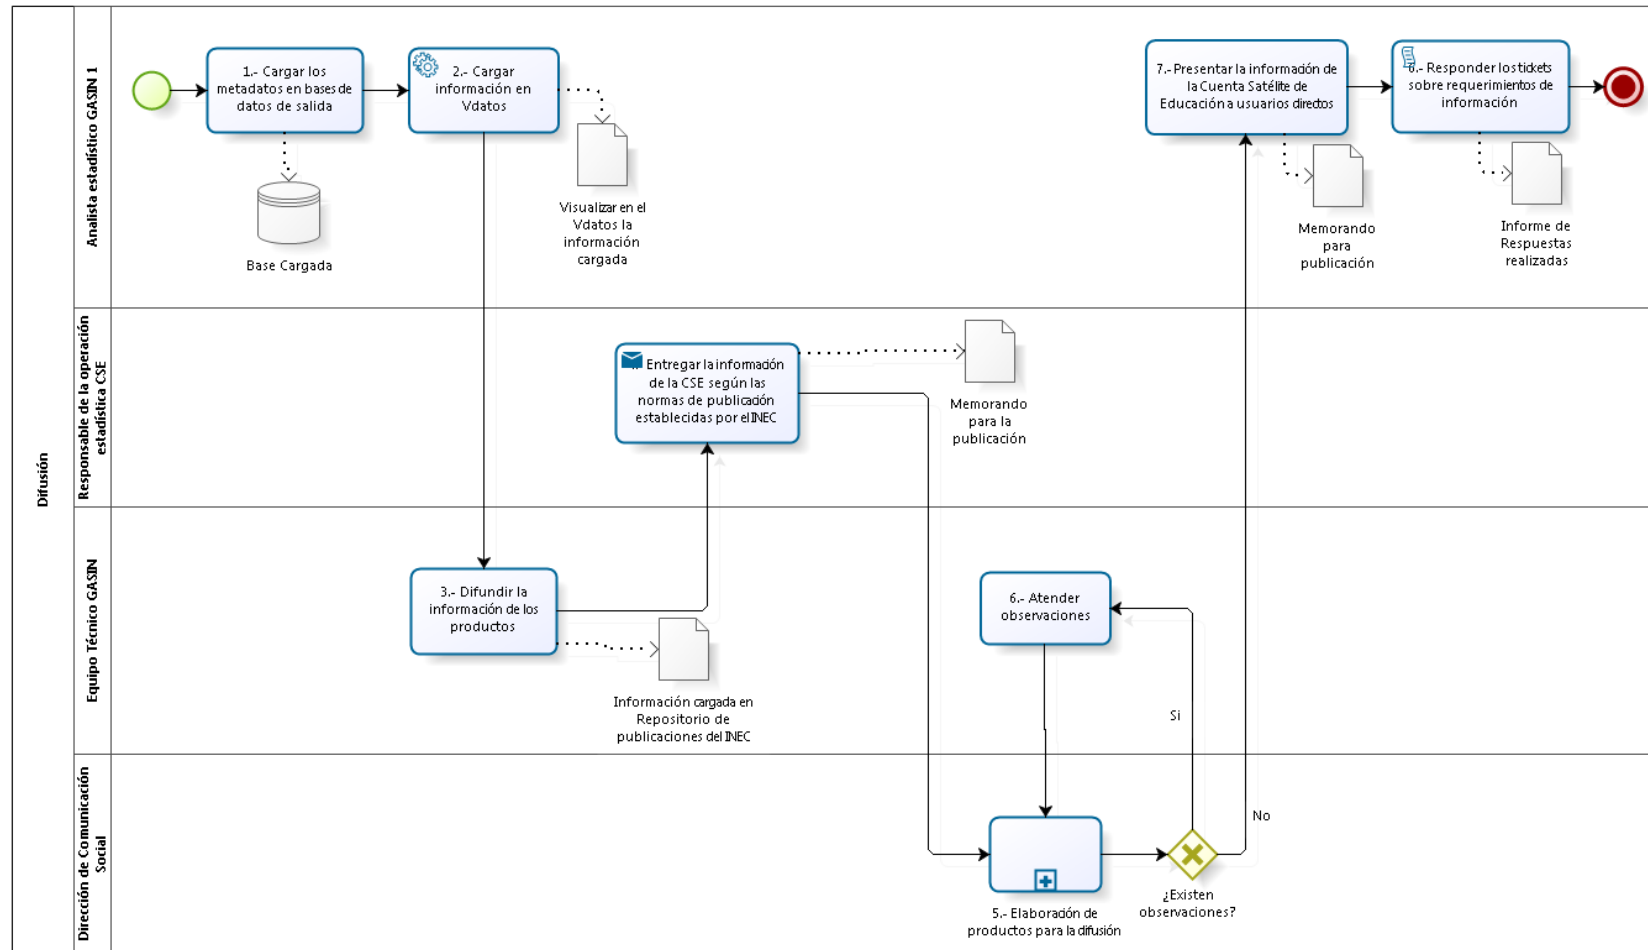 Difusión
Analista estadístico GASIN 1
1.- Cargar los
metadatos en bases de
datos de salida
Base Cargada
2.- Cargar
información en
Vdatos
Visualizar en el
Vdatos la
información
cargada
7.- Presentar la información de
la Cuenta Satélite de
Educación a usuarios directos
Memorando
para
publicación
8.- Responder los tickets
sobre requerimientos de
información
Informe de
Respuestas
realizadas
Responsable de la operación
estadística CSE
Entregar la información
de la CSE según las
normas de publicación
establecidas por el INEC
Memorando
para la
publicación
Equipo Técnico GASIN
3.- Difundir la
información de los
productos
Información cargada en
Repositorio de
publicaciones del INEC
6.- Atender
observaciones
Si
Dirección de Comunicación
Social
5.- Elaboración de
productos para la difusión
¿Existen
observaciones?
No